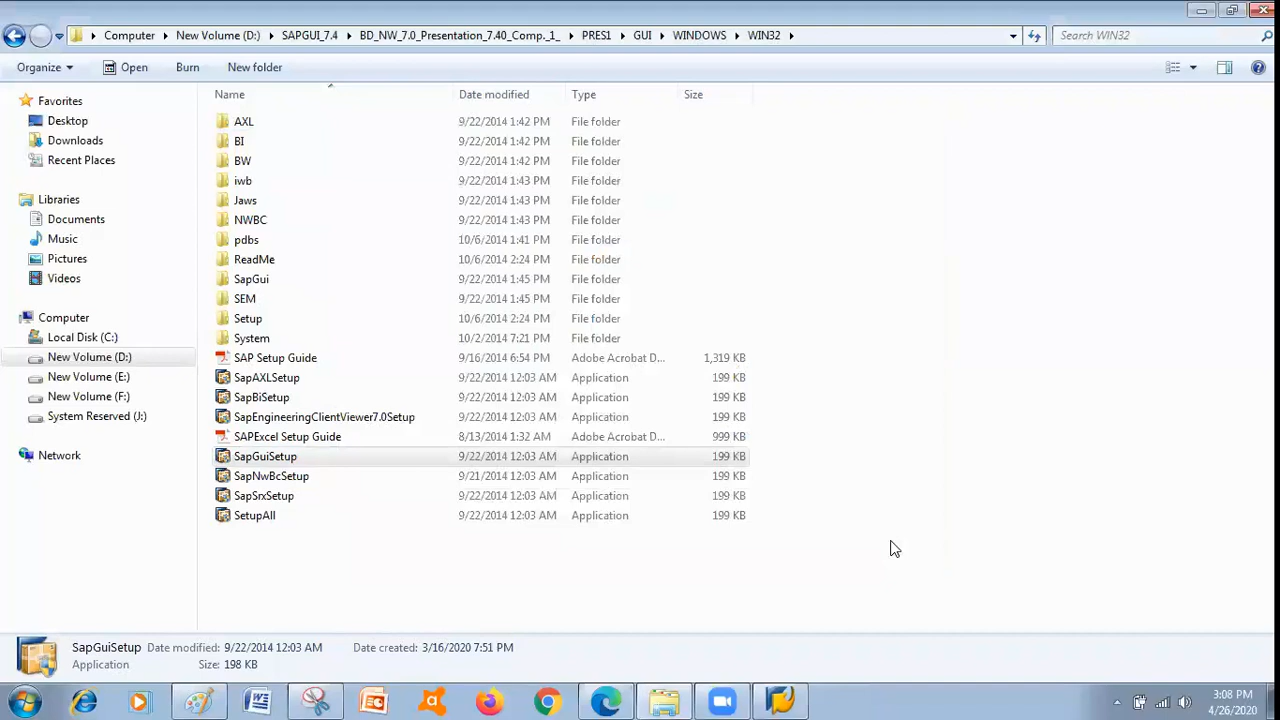 Computer New Volume (D:) SAPGUI_7.4 BD_NW_7.0_Presentation_7.40_Comp._1_ PRES1 GUI WINDOWS WIN32 Search WIN32
Organize Open Burn New folder
Name Date modified Type Size
Favorites
Desktop
Downloads
Recent Places
Libraries
Documents
Music
Pictures
Videos
Computer
Local Disk (C:)
New Volume (D:)
New Volume (E:)
New Volume (F:)
System Reserved (J:)
Network
AXL 9/22/2014 1:42 PM File folder
BI 9/22/2014 1:42 PM File folder
BW 9/22/2014 1:42 PM File folder
iwb 9/22/2014 1:43 PM File folder
Jaws 9/22/2014 1:43 PM File folder
NWBC 9/22/2014 1:43 PM File folder
pdbs 10/6/2014 1:41 PM File folder
ReadMe 10/6/2014 2:24 PM File folder
SapGui 9/22/2014 1:45 PM File folder
SEM 9/22/2014 1:45 PM File folder
Setup 10/6/2014 2:24 PM File folder
System 10/2/2014 7:21 PM File folder
SAP Setup Guide 9/16/2014 6:54 PM Adobe Acrobat D... 1,319 KB
SapAXLSetup 9/22/2014 12:03 AM Application 199 KB
SapBiSetup 9/22/2014 12:03 AM Application 199 KB
SapEngineeringClientViewer7.0Setup 9/22/2014 12:03 AM Application 199 KB
SAPExcel Setup Guide 8/13/2014 1:32 AM Adobe Acrobat D... 999 KB
SapGuiSetup 9/22/2014 12:03 AM Application 199 KB
SapNwBcSetup 9/21/2014 12:03 AM Application 199 KB
SapSrxSetup 9/22/2014 12:03 AM Application 199 KB
SetupAll 9/22/2014 12:03 AM Application 199 KB
SapGuiSetup Date modified: 9/22/2014 12:03 AM Date created: 3/16/2020 7:51 PM
Application Size: 198 KB
3:08 PM
4/26/2020